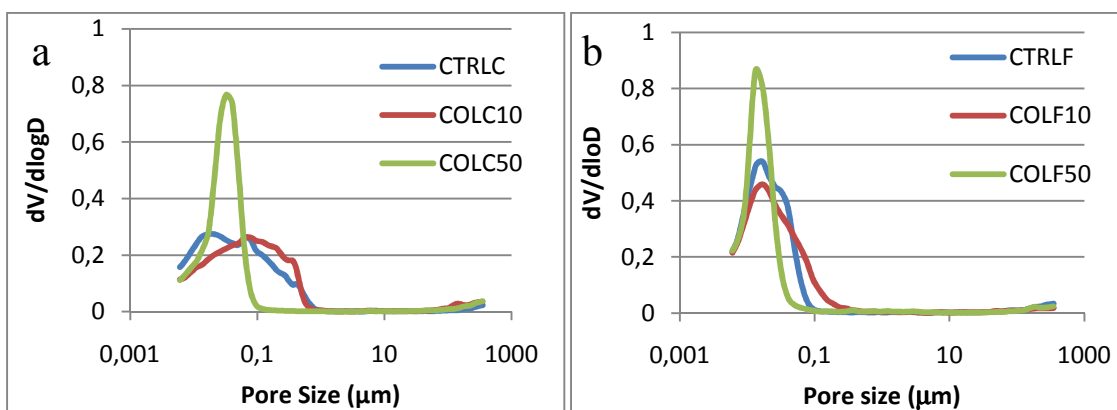 a
dV/dlogD
1
0,8
0,6
0,4
0,2
0
0,001 0,1 10 1000
Pore Size (µm)
CTRLC
COLC10
COLC50
b
dV/dloD
1
0,8
0,6
0,4
0,2
0
0,001 0,1 10 1000
Pore size (µm)
CTRLF
COLF10
COLF50